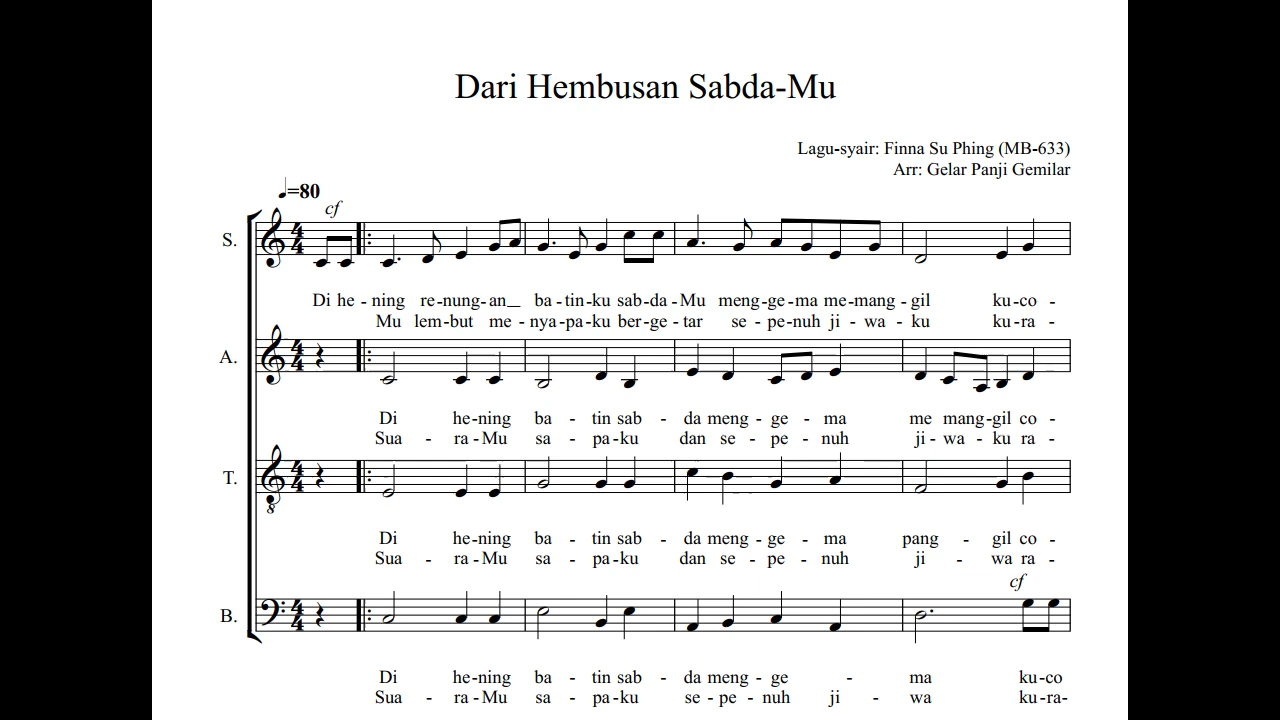 Dari Hembusan Sabda-Mu
Lagu-syair: Finna Su Phing (MB-633)
Arr: Gelar Panji Gemilar
♩=80
cf
S.
Di he - ning re-nung-an_ ba-tin-ku sab-da-Mu meng-ge-ma me-mang-gil ku-co -
Mu lem-but me-nya-pa-ku ber-ge-tar se-pe-nuh ji-wa-ku ku-ra -
A.
Di he-ning ba - tin sab - da meng - ge - ma me mang-gil co -
Sua - ra-Mu sa - pa-ku dan se - pe - nuh ji - wa - ku ra -
T.
8
Di he-ning ba - tin sab - da meng - ge - ma pang - gil co -
Sua - ra-Mu sa - pa-ku dan se - pe - nuh ji - wa ra -
cf
B.
Di he-ning ba - tin sab - da meng - ge - ma ku-co
Sua - ra-Mu sa - pa-ku se - pe - nuh ji - wa ku-ra-